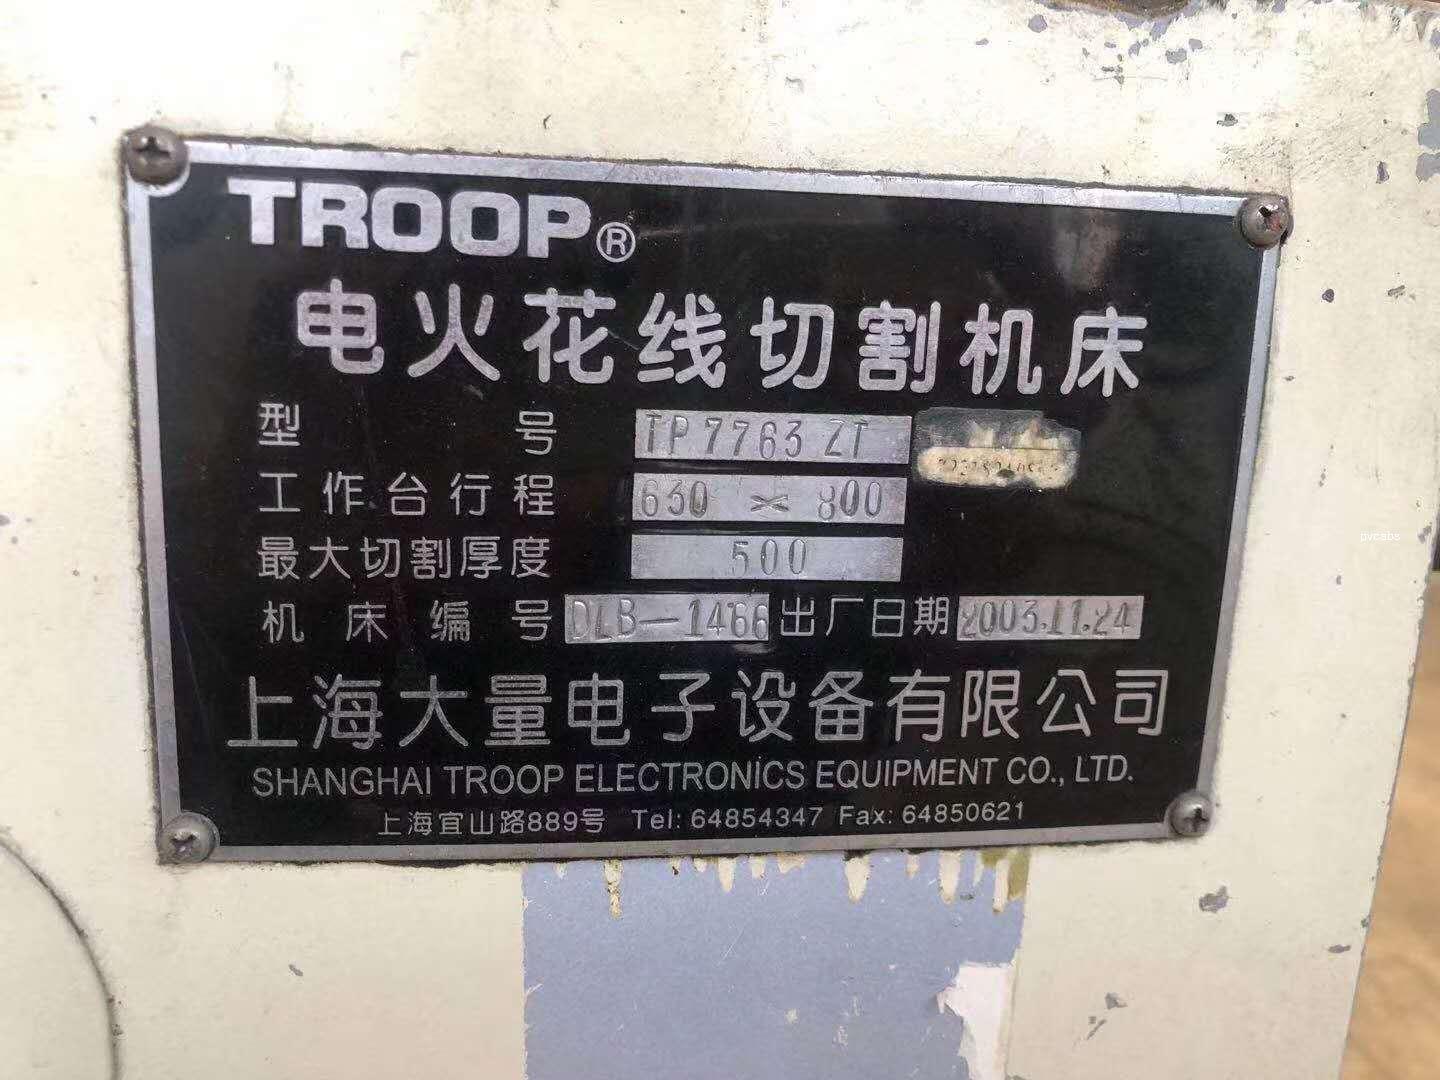 TROOP®
电火花线切割机床
型号 TP7763ZT
工作台行程 630 × 800
最大切割厚度 500
机床编号 DLB-1466 出厂日期 2003.11.24
上海大量电子设备有限公司
SHANGHAI TROOP ELECTRONICS EQUIPMENT CO., LTD.
上海宜山路889号 Tel: 64854347 Fax: 64850621
pvcabs